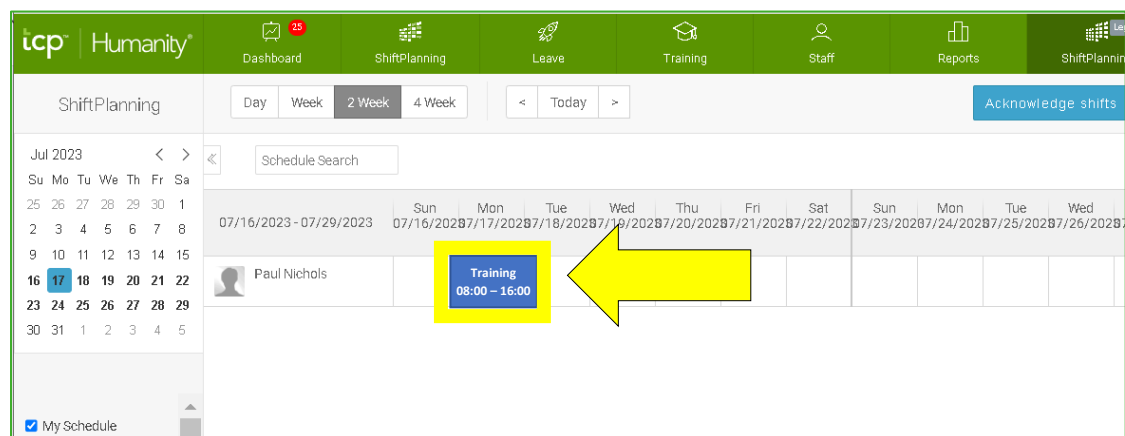 tcp™ | Humanity®
25
Dashboard
ShiftPlanning
Leave
Training
Staff
Reports
ShiftPlannin
ShiftPlanning
Day Week 2 Week 4 Week < Today >
Acknowledge shifts
Jul 2023 < >
Schedule Search
Su Mo Tu We Th Fr Sa
25 26 27 28 29 30 1
2 3 4 5 6 7 8
9 10 11 12 13 14 15
16 17 18 19 20 21 22
23 24 25 26 27 28 29
30 31 1 2 3 4 5
07/16/2023 - 07/29/2023
Sun Mon Tue Wed Thu Fri Sat Sun Mon Tue Wed
Paul Nichols
Training
08:00 – 16:00
My Schedule